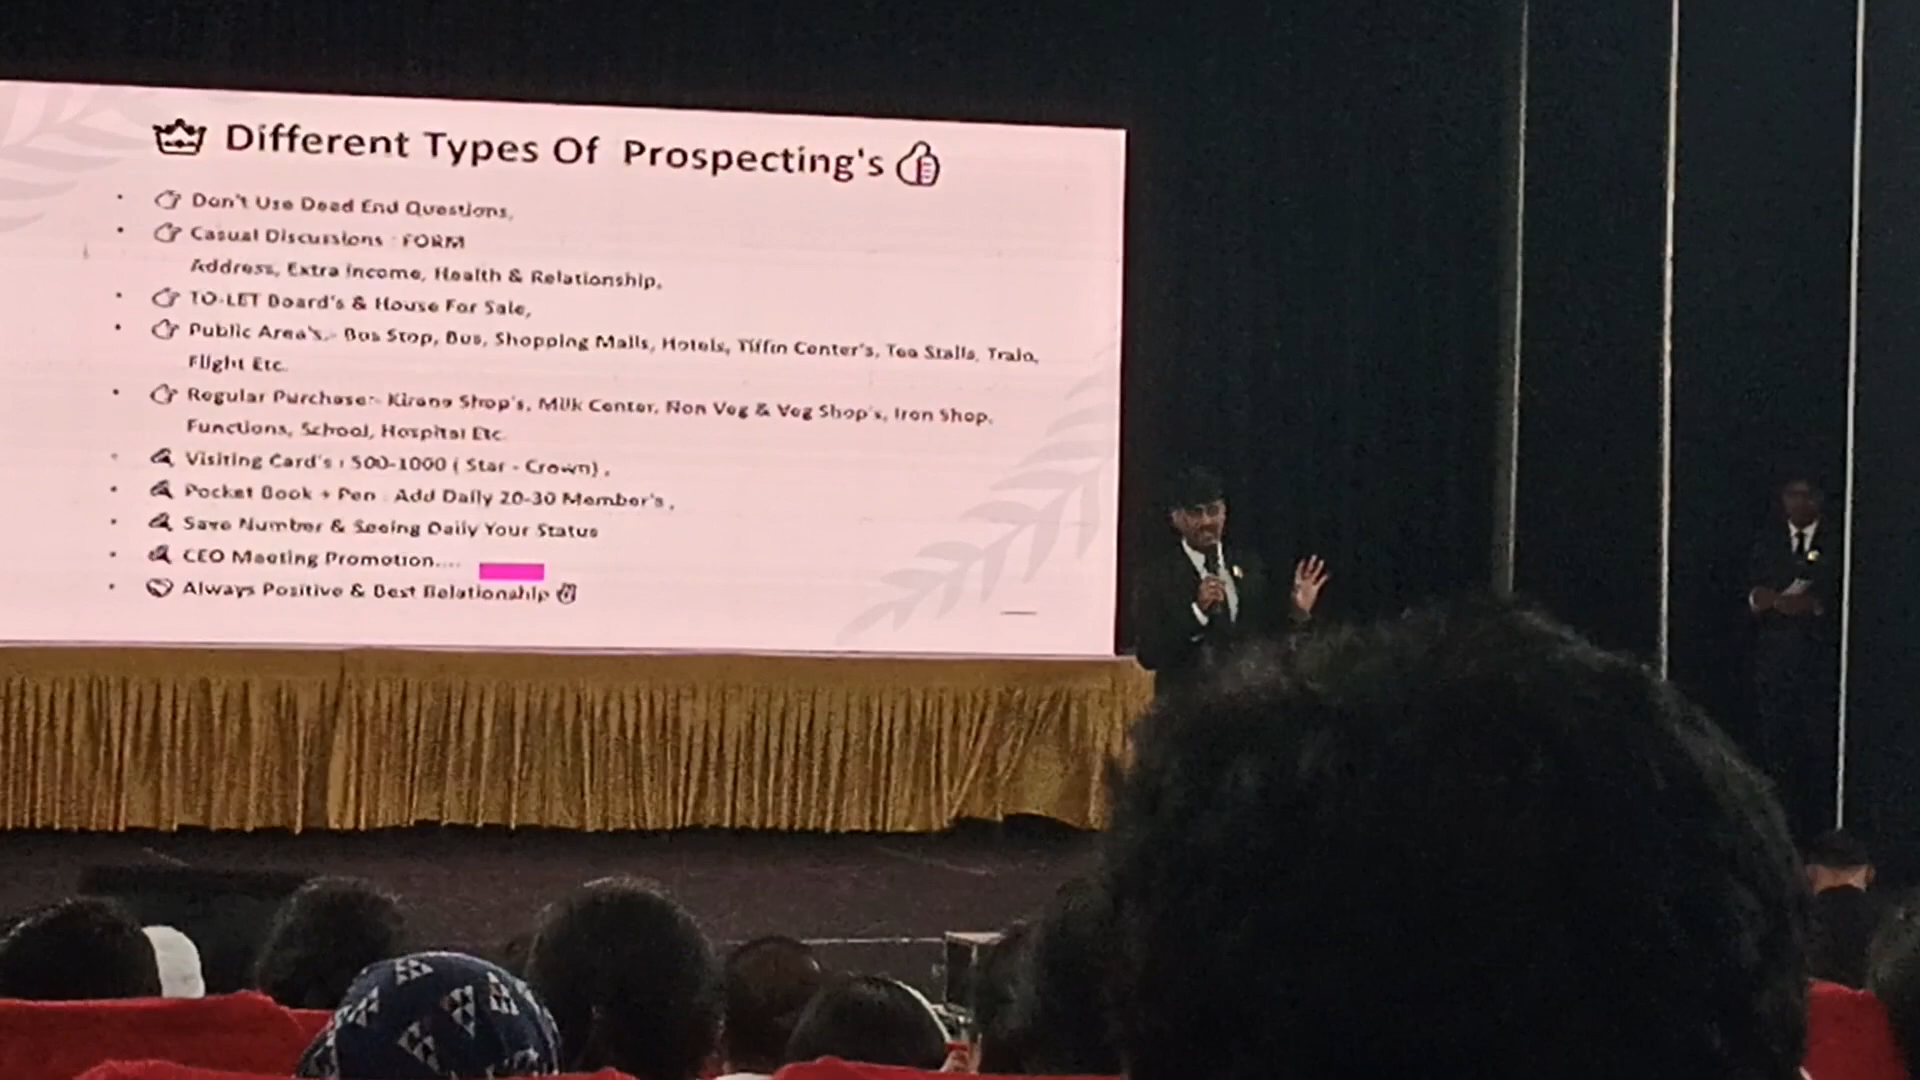 Different Types Of Prospecting's
Don't Use Dead End Questions,
Casual Discussions : FORM
Address, Extra income, Health & Relationship,
TO-LET Board's & House For Sale,
Public Area's:- Bus Stop, Bus, Shopping Malls, Hotels, Tiffin Center's, Tea Stalls, Train,
Flight Etc.
Regular Purchase:- Kirana Shop's, Milk Center, Non Veg & Veg Shop's, Iron Shop,
Functions, School, Hospital Etc
Visiting Card's : 500-1000 ( Star - Crown) ,
Pocket Book + Pen : Add Daily 20-30 Member's ,
Save Number & Seeing Daily Your Status
CEO Meeting Promotion....
Always Positive & Best Relationship